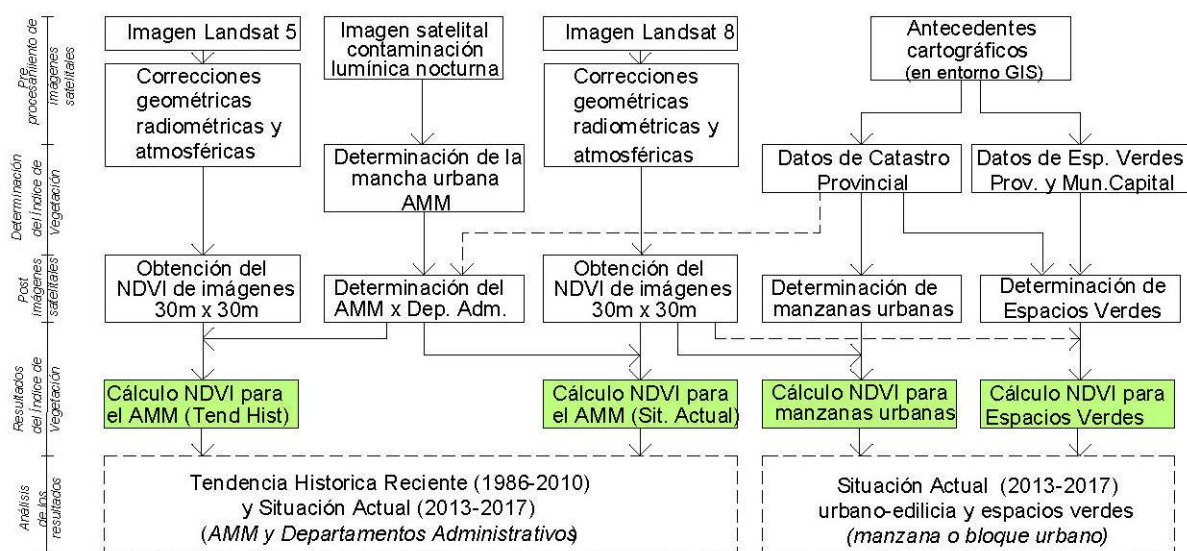 Pre
procesamiento de
imágenes
satelitales
Imagen Landsat 5
Imagen satelital
contaminación
lumínica nocturna
Imagen Landsat 8
Antecedentes
cartográficos
(en entorno GIS)
Correcciones
geométricas
radiométricas y
atmosféricas
Correcciones
geométricas
radiométricas y
atmosféricas
Determinación
del Índice de
Vegetación
Determinación de la
mancha urbana
AMM
Datos de Catastro
Provincial
Datos de Esp. Verdes
Prov. y Mun.Capital
Post
imágenes
satelitales
Obtención del
NDVI de imágenes
30m x 30m
Determinación del
AMM x Dep. Adm.
Obtención del
NDVI de imágenes
30m x 30m
Determinación de
manzanas urbanas
Determinación de
Espacios Verdes
Resultados
del Índice de
Vegetación
Cálculo NDVI para
el AMM (Tend Hist)
Cálculo NDVI para
el AMM (Sit. Actual)
Cálculo NDVI para
manzanas urbanas
Cálculo NDVI para
Espacios Verdes
Análisis
de los
resultados
Tendencia Historica Reciente (1986-2010)
y Situación Actual (2013-2017)
(AMM y Departamentos Administrativos)
Situación Actual (2013-2017)
urbano-edilicia y espacios verdes
(manzana o bloque urbano)